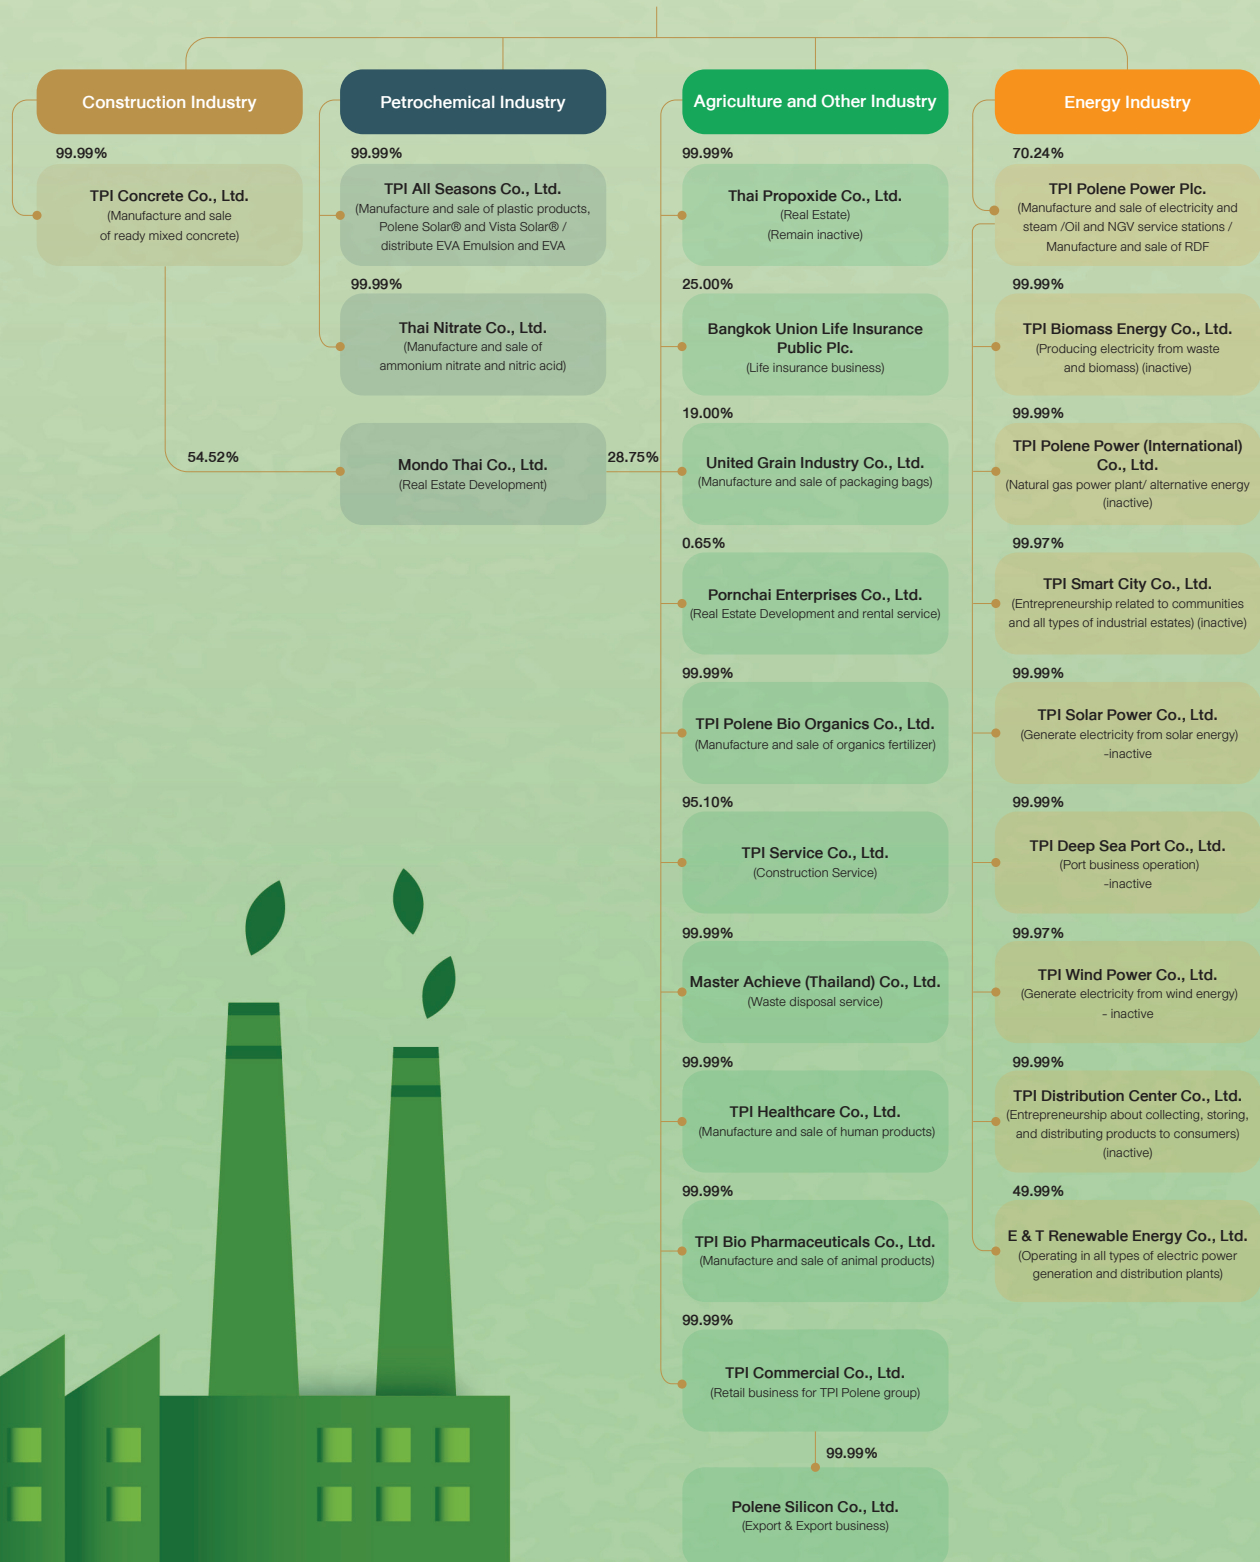 Construction Industry
99.99%
TPI Concrete Co., Ltd.
(Manufacture and sale
of ready mixed concrete)
54.52%
Petrochemical Industry
99.99%
TPI All Seasons Co., Ltd.
(Manufacture and sale of plastic products,
Polene Solar® and Vista Solar® /
distribute EVA Emulsion and EVA
99.99%
Thai Nitrate Co., Ltd.
(Manufacture and sale of
ammonium nitrate and nitric acid)
Mondo Thai Co., Ltd.
(Real Estate Development)
28.75%
Agriculture and Other Industry
99.99%
Thai Propoxide Co., Ltd.
(Real Estate)
(Remain inactive)
25.00%
Bangkok Union Life Insurance
Public Plc.
(Life insurance business)
19.00%
United Grain Industry Co., Ltd.
(Manufacture and sale of packaging bags)
0.65%
Pornchai Enterprises Co., Ltd.
(Real Estate Development and rental service)
99.99%
TPI Polene Bio Organics Co., Ltd.
(Manufacture and sale of organics fertilizer)
95.10%
TPI Service Co., Ltd.
(Construction Service)
99.99%
Master Achieve (Thailand) Co., Ltd.
(Waste disposal service)
99.99%
TPI Healthcare Co., Ltd.
(Manufacture and sale of human products)
99.99%
TPI Bio Pharmaceuticals Co., Ltd.
(Manufacture and sale of animal products)
99.99%
TPI Commercial Co., Ltd.
(Retail business for TPI Polene group)
99.99%
Polene Silicon Co., Ltd.
(Export & Export business)
Energy Industry
70.24%
TPI Polene Power Plc.
(Manufacture and sale of electricity and
steam /Oil and NGV service stations /
Manufacture and sale of RDF
99.99%
TPI Biomass Energy Co., Ltd.
(Producing electricity from waste
and biomass) (inactive)
99.99%
TPI Polene Power (International)
Co., Ltd.
(Natural gas power plant/ alternative energy
(inactive)
99.97%
TPI Smart City Co., Ltd.
(Entrepreneurship related to communities
and all types of industrial estates) (inactive)
99.99%
TPI Solar Power Co., Ltd.
(Generate electricity from solar energy)
-inactive
99.99%
TPI Deep Sea Port Co., Ltd.
(Port business operation)
-inactive
99.97%
TPI Wind Power Co., Ltd.
(Generate electricity from wind energy)
- inactive
99.99%
TPI Distribution Center Co., Ltd.
(Entrepreneurship about collecting, storing,
and distributing products to consumers)
(inactive)
49.99%
E & T Renewable Energy Co., Ltd.
(Operating in all types of electric power
generation and distribution plants)